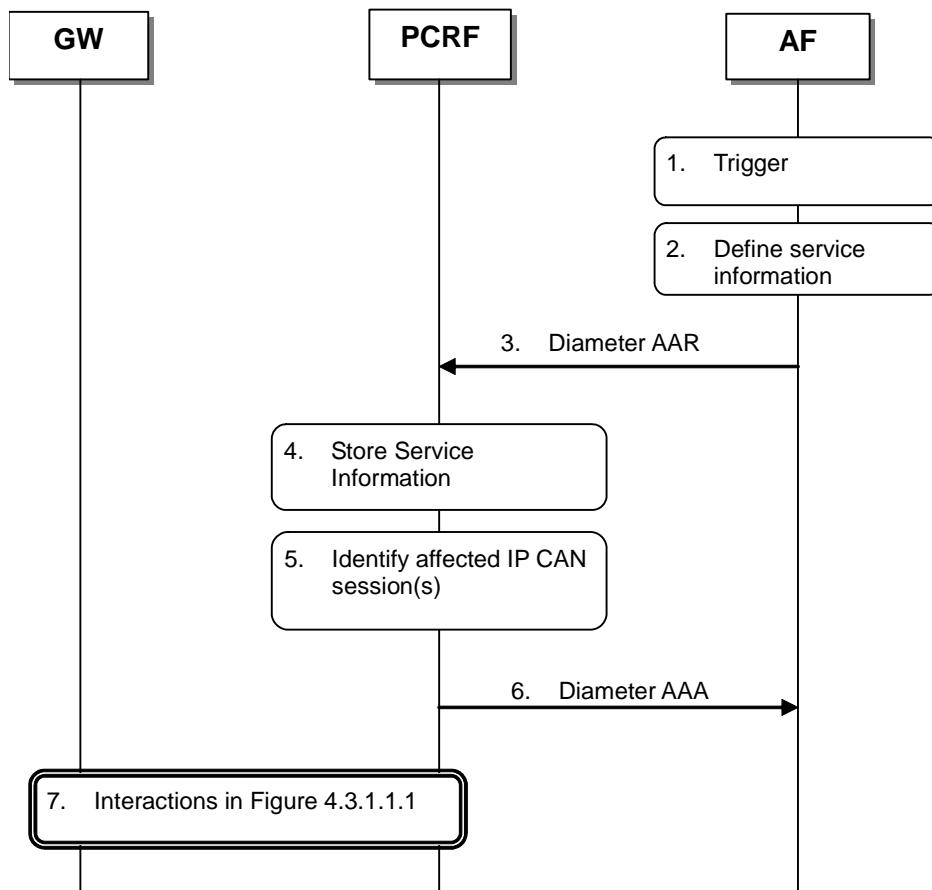 GW
PCRF
AF
1. Trigger
2. Define service
information
3. Diameter AAR
4. Store Service
Information
5. Identify affected IP CAN
session(s)
6. Diameter AAA
7. Interactions in Figure 4.3.1.1.1